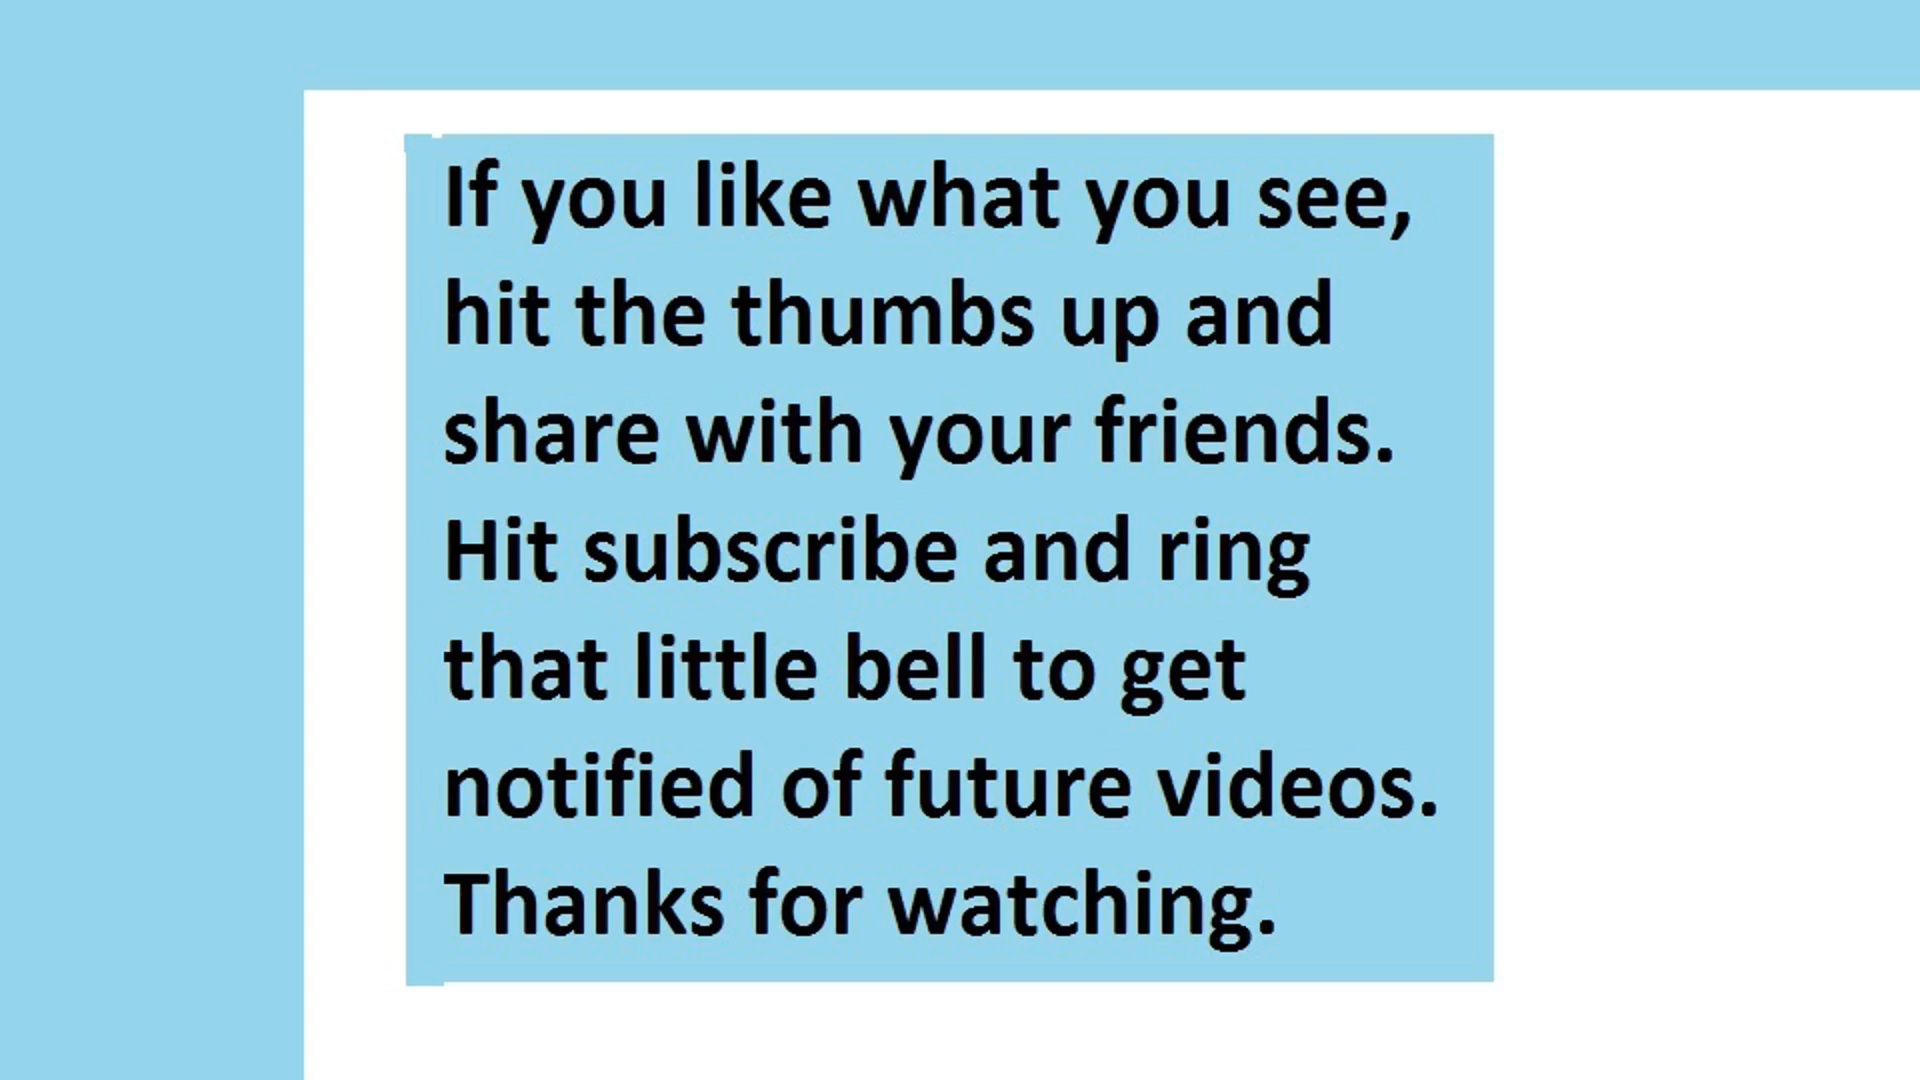 If you like what you see,
hit the thumbs up and
share with your friends.
Hit subscribe and ring
that little bell to get
notified of future videos.
Thanks for watching.